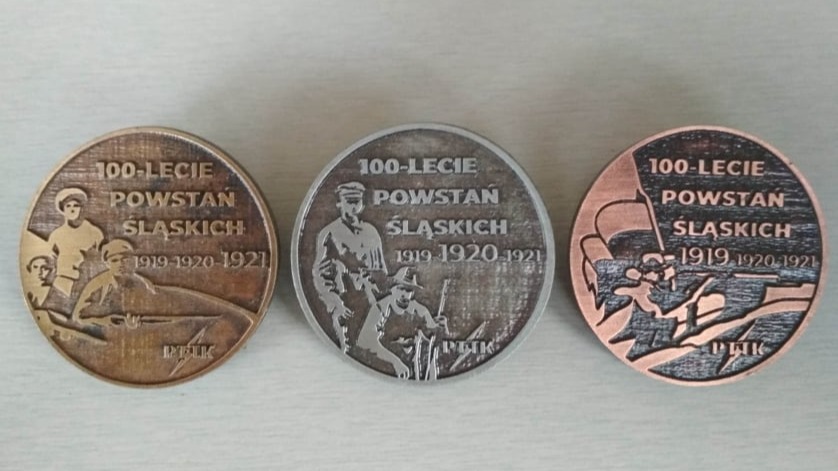 100-LECIE
POWSTAŃ
ŚLĄSKICH
1919-1920-1921
PTTK
100-LECIE
POWSTAŃ
ŚLĄSKICH
1919-1920-1921
PTTK
100-LECIE
POWSTAŃ
ŚLĄSKICH
1919-1920-1921
PTTK